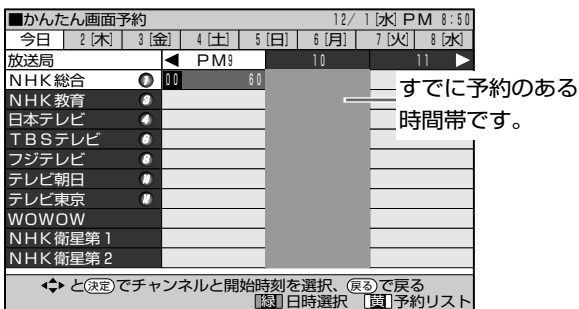 ■かんたん画面予約 12/ 1[水]PM 8:50
今日 2[木] 3[金] 4[土] 5[日] 6[月] 7[火] 8[水]
放送局 ◀ PM9 10 11 ▶
NHK総合 00 60
NHK教育
日本テレビ
TBSテレビ
フジテレビ
テレビ朝日
テレビ東京
WOWOW
NHK衛星第1
NHK衛星第2
すでに予約のある
時間帯です。
と決定でチャンネルと開始時刻を選択、戻るで戻る
緑日時選択 黄予約リスト